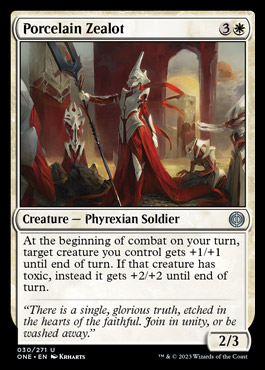 Porcelain Zealot 3
Creature — Phyrexian Soldier
At the beginning of combat on your turn,
target creature you control gets +1/+1
until end of turn. If that creature has
toxic, instead it gets +2/+2 until end of
turn.
“There is a single, glorious truth, etched in
the hearts of the faithful. Join in unity, or be
washed away.”
2/3
030/271 U
ONE • EN KRHARTS
™ & © 2023 Wizards of the Coast